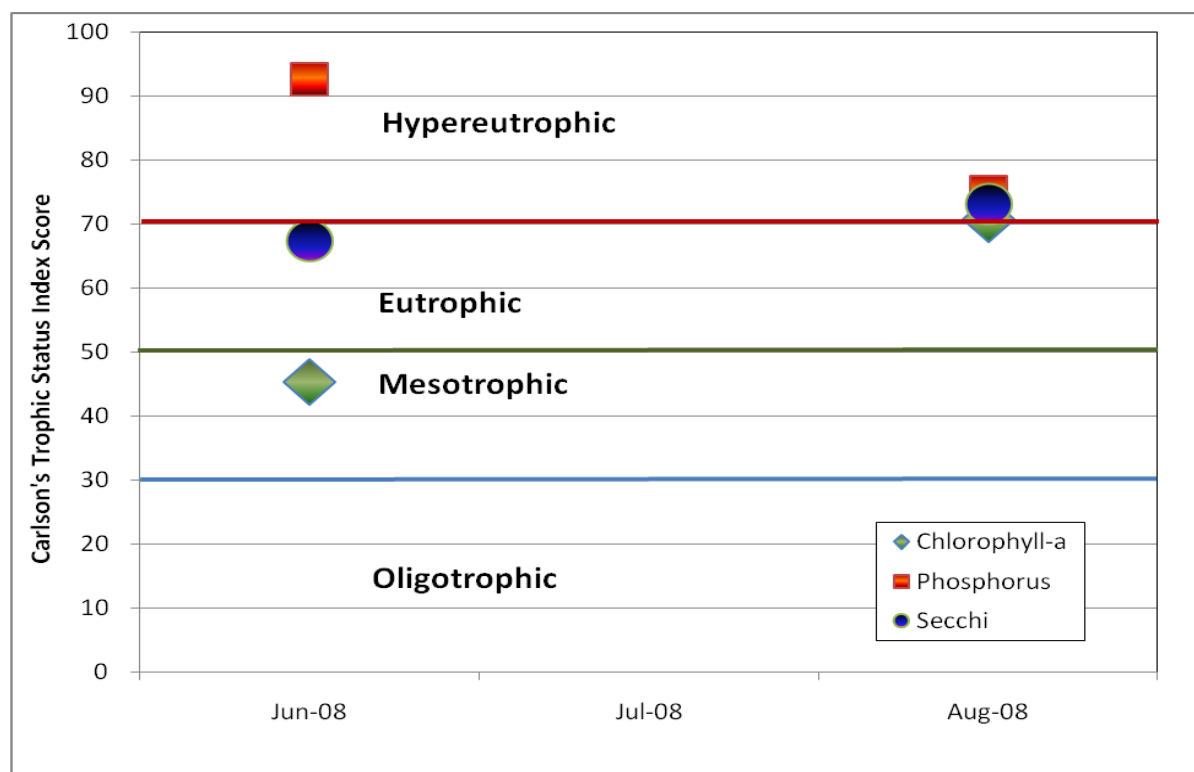 Carlson's Trophic Status Index Score
100
90
80
70
60
50
40
30
20
10
0
Hypereutrophic
Eutrophic
Mesotrophic
Oligotrophic
Chlorophyll-a
Phosphorus
Secchi
Jun-08
Jul-08
Aug-08